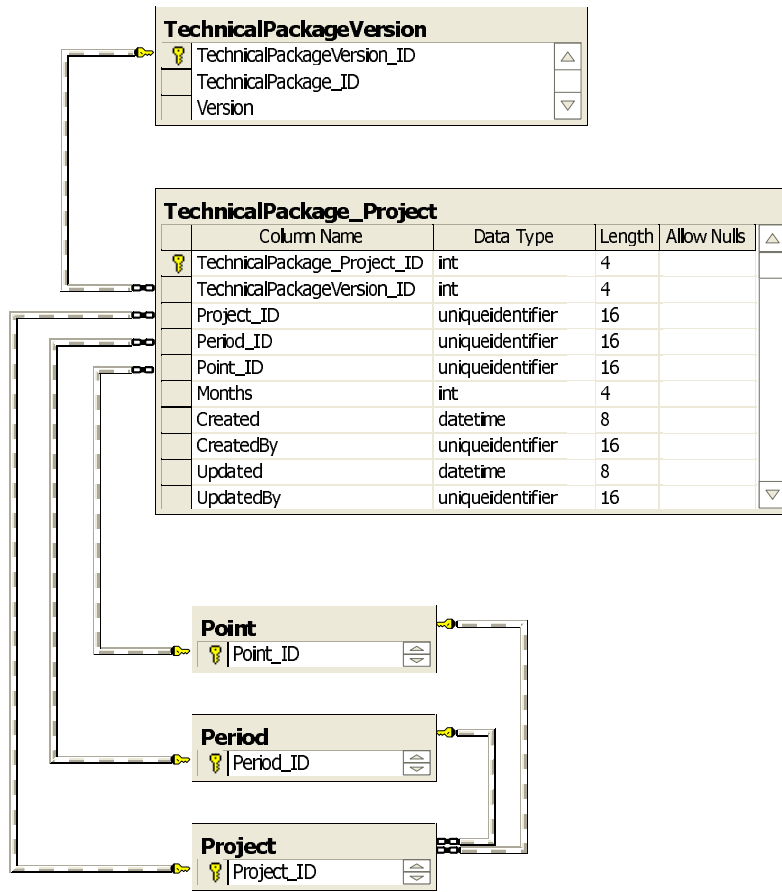 TechnicalPackageVersion
TechnicalPackageVersion_ID
TechnicalPackage_ID
Version
TechnicalPackage_Project
Column Name Data Type Length Allow Nulls
TechnicalPackage_Project_ID int 4
TechnicalPackageVersion_ID int 4
Project_ID uniqueidentifier 16
Period_ID uniqueidentifier 16
Point_ID uniqueidentifier 16
Months int 4
Created datetime 8
CreatedBy uniqueidentifier 16
Updated datetime 8
UpdatedBy uniqueidentifier 16
Point
Point_ID
Period
Period_ID
Project
Project_ID